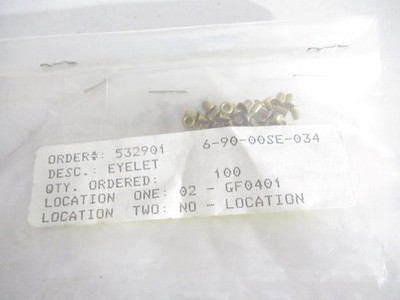 ORDER#: 532901 6-90-00SE-034
DESC.: EYELET
QTY. ORDERED: 100
LOCATION ONE: 02 - GF0401
LOCATION TWO: NO - LOCATION